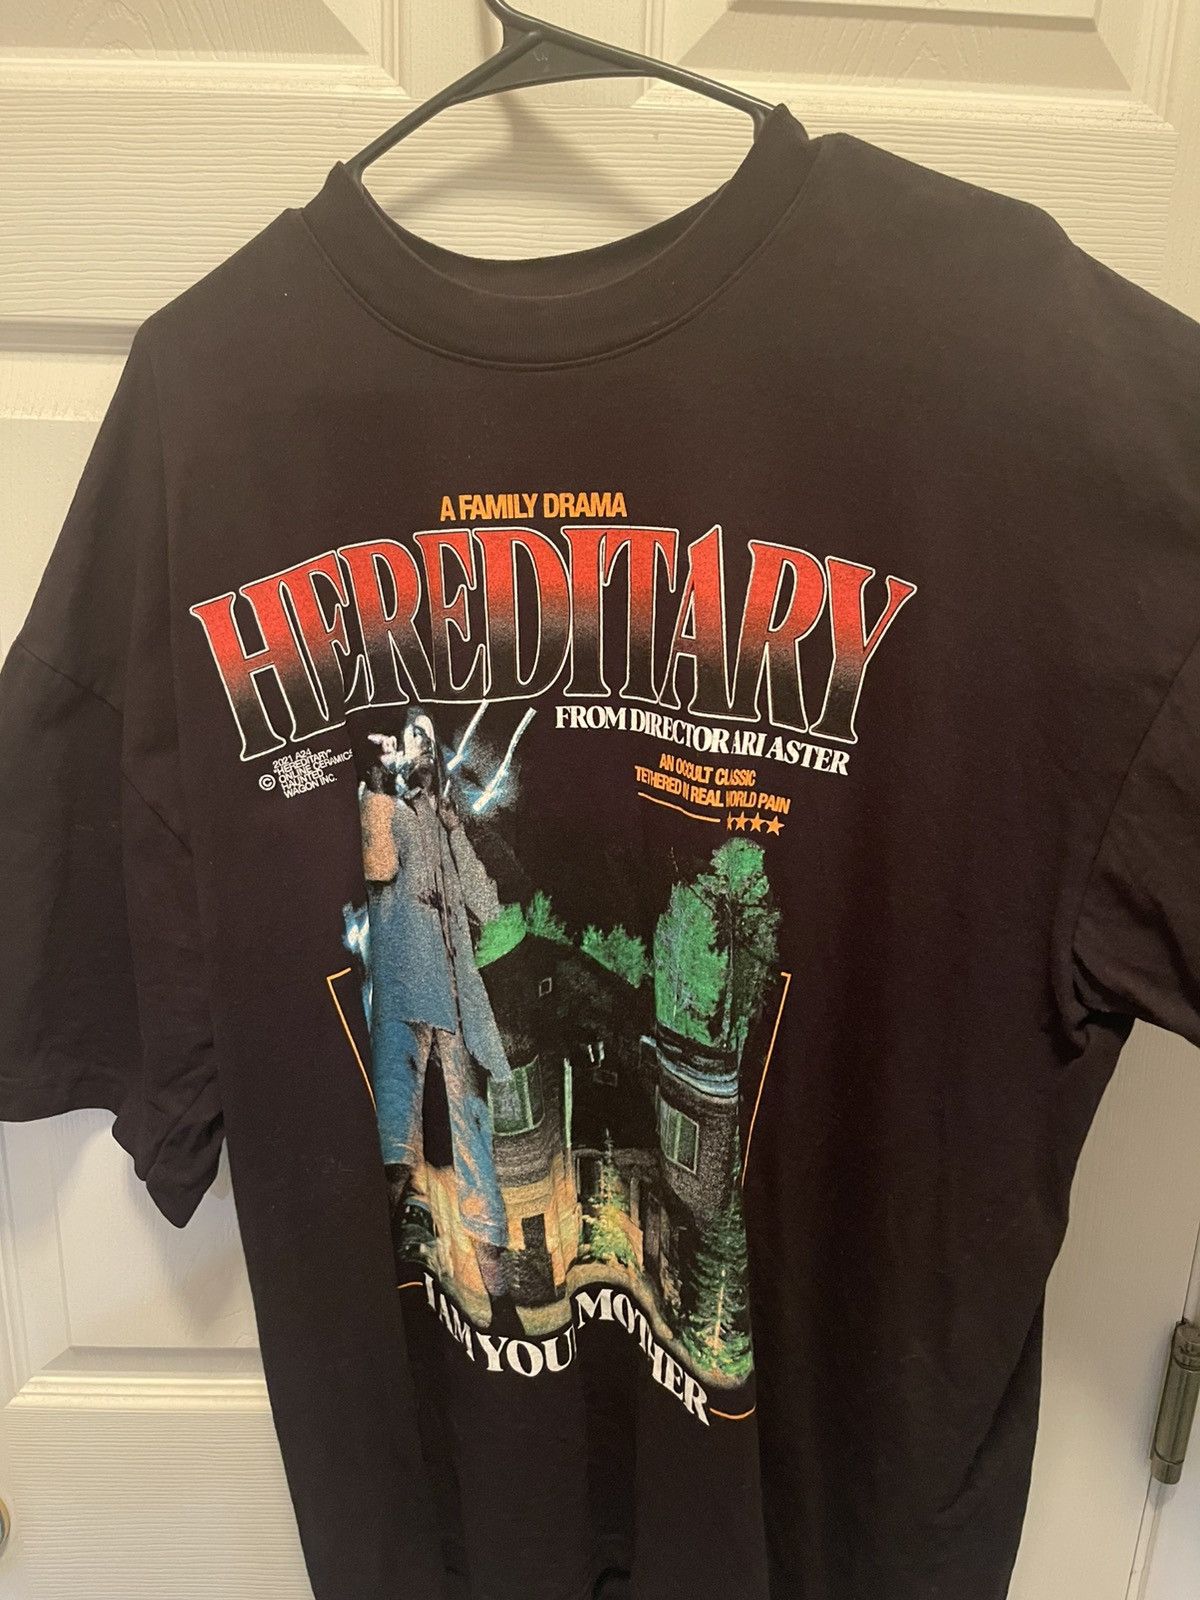 A FAMILY DRAMA
HEREDITARY
FROM DIRECTOR ARI ASTER
AN OCCULT CLASSIC
TETHERED IN REAL WORLD PAIN
© 2021 A24
"HEREDITARY"
ONLINE CERAMICS
HAUNTED
WAGON INC.
I AM YOUR MOTHER